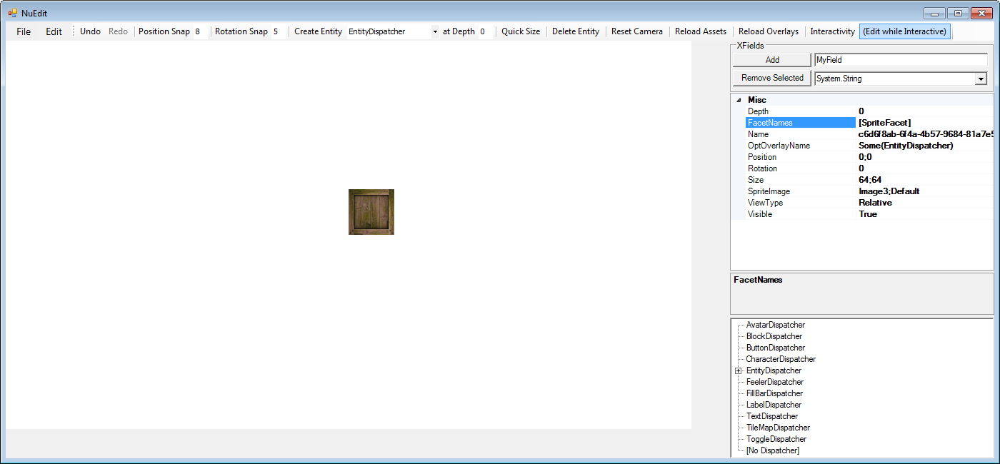 NuEdit
File Edit Undo Redo Position Snap 8 Rotation Snap 5 Create Entity EntityDispatcher at Depth 0 Quick Size Delete Entity Reset Camera Reload Assets Reload Overlays Interactivity (Edit while Interactive)
XFields
Add MyField
Remove Selected System.String
Misc
Depth 0
FacetNames [SpriteFacet]
Name c6d6f8ab-6f4a-4b57-9684-81a7e5
OptOverlayName Some(EntityDispatcher)
Position 0;0
Rotation 0
Size 64;64
SpriteImage Image3;Default
ViewType Relative
Visible True
FacetNames
AvatarDispatcher
BlockDispatcher
ButtonDispatcher
CharacterDispatcher
EntityDispatcher
FeelerDispatcher
FillBarDispatcher
LabelDispatcher
TextDispatcher
TileMapDispatcher
ToggleDispatcher
[No Dispatcher]